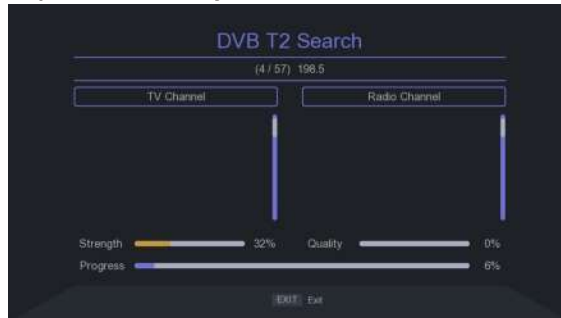 DVB T2 Search
(4 / 57) 198.5
TV Channel Radio Channel
Strength 32% Quality 0%
Progress 6%
EXIT Exit